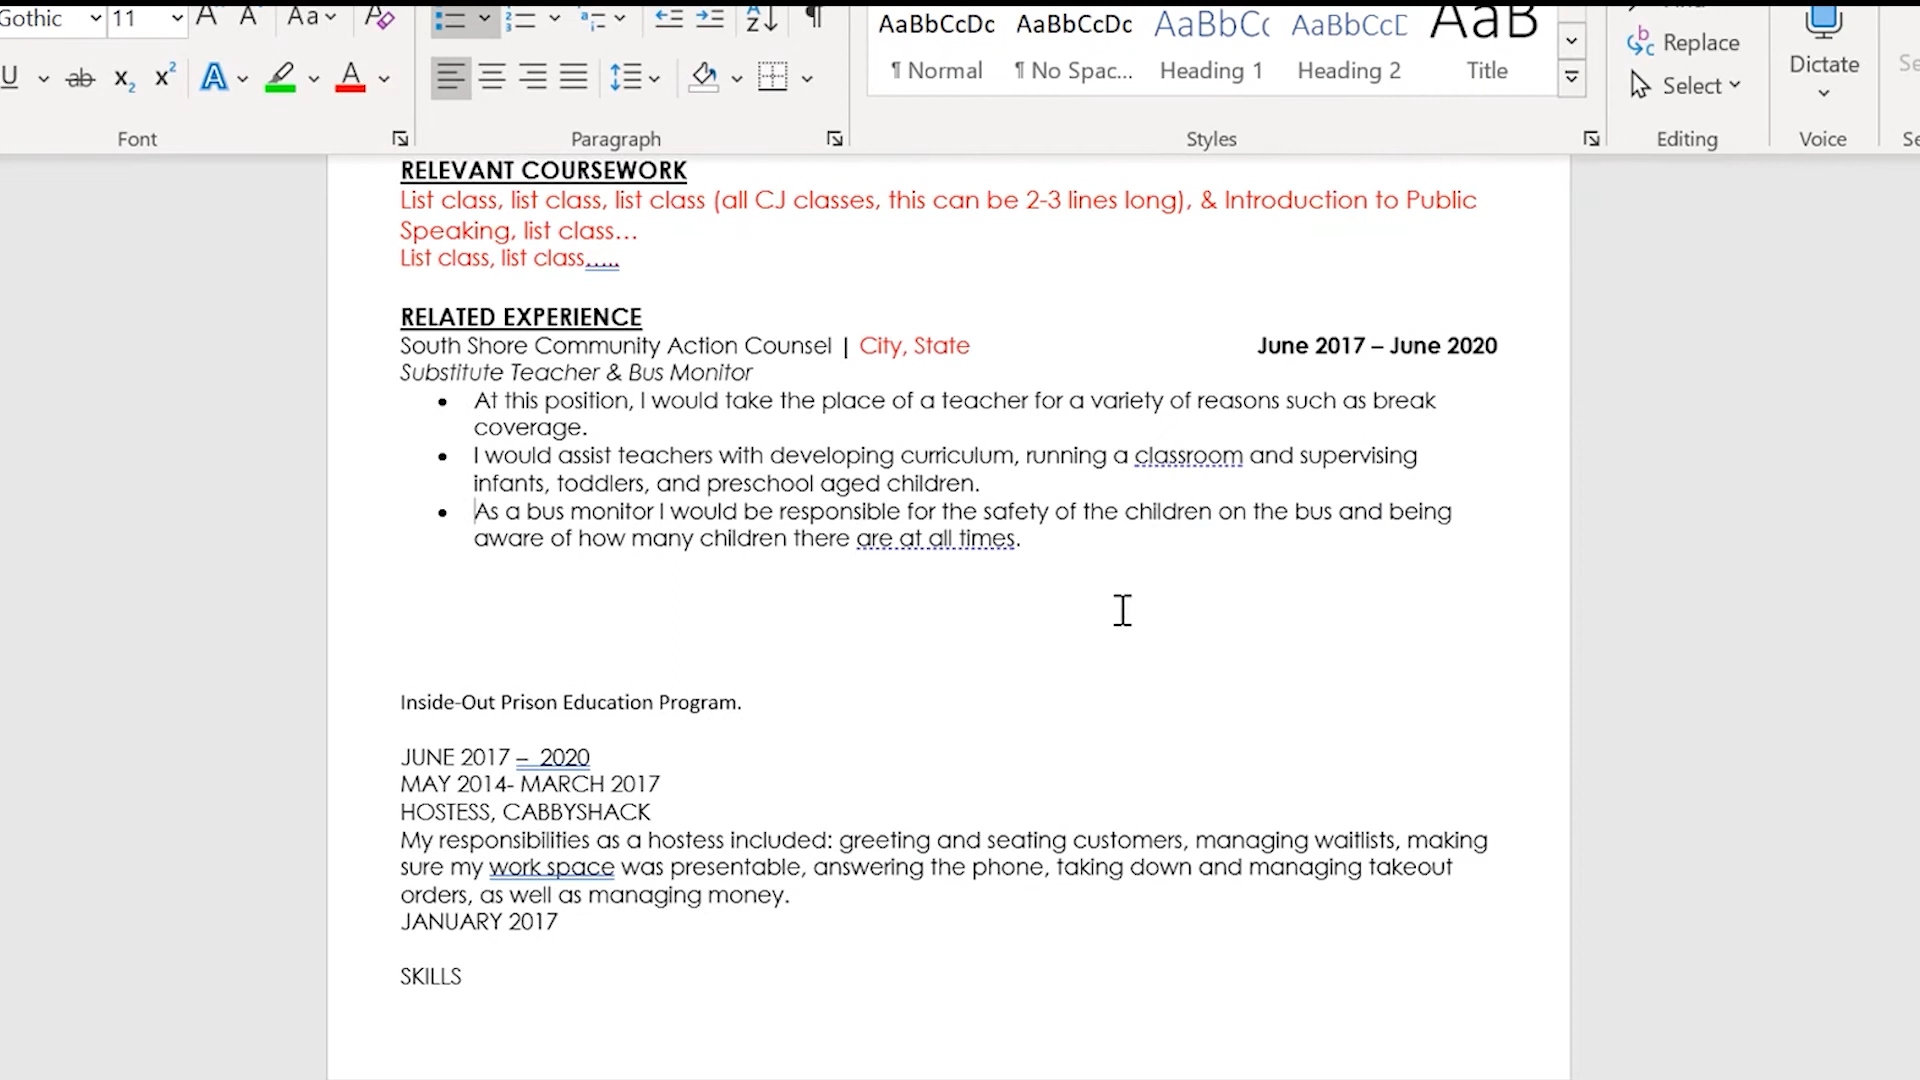 Gothic 11 A A Aa A
U ab x2 x2 A A
AaBbCcDc AaBbCcDc AaBbC AaBbCcD AaB
¶ Normal ¶ No Spac... Heading 1 Heading 2 Title
Replace
Select
Dictate
Font Paragraph Styles Editing Voice Se
RELEVANT COURSEWORK
List class, list class, list class (all CJ classes, this can be 2-3 lines long), & Introduction to Public
Speaking, list class…
List class, list class.....
RELATED EXPERIENCE
South Shore Community Action Counsel | City, State June 2017 – June 2020
Substitute Teacher & Bus Monitor
• At this position, I would take the place of a teacher for a variety of reasons such as break
coverage.
• I would assist teachers with developing curriculum, running a classroom and supervising
infants, toddlers, and preschool aged children.
• As a bus monitor I would be responsible for the safety of the children on the bus and being
aware of how many children there are at all times.
Inside-Out Prison Education Program.
JUNE 2017 – 2020
MAY 2014- MARCH 2017
HOSTESS, CABBYSHACK
My responsibilities as a hostess included: greeting and seating customers, managing waitlists, making
sure my work space was presentable, answering the phone, taking down and managing takeout
orders, as well as managing money.
JANUARY 2017
SKILLS